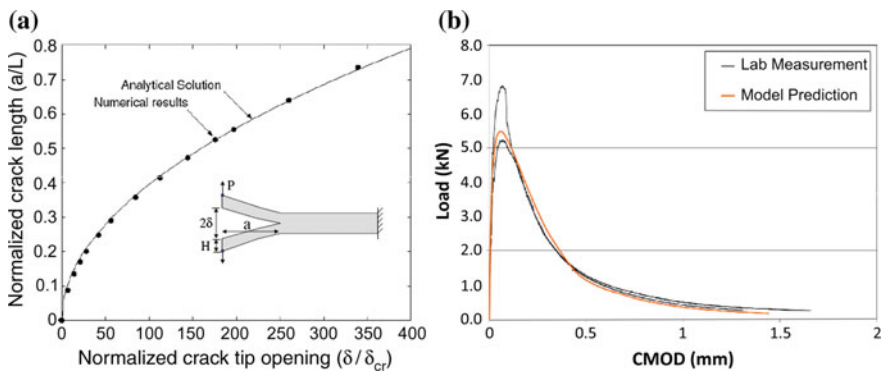 (a)
Normalized crack length (a/L)
0.8
0.7
0.6
0.5
0.4
0.3
0.2
0.1
0
Analytical Solution
Numerical results
P
2δ
a
H
0 50 100 150 200 250 300 350 400
Normalized crack tip opening (δ/δcr)
(b)
Load (kN)
8.0
7.0
6.0
5.0
4.0
3.0
2.0
1.0
0.0
Lab Measurement
Model Prediction
0 0.5 1 1.5 2
CMOD (mm)